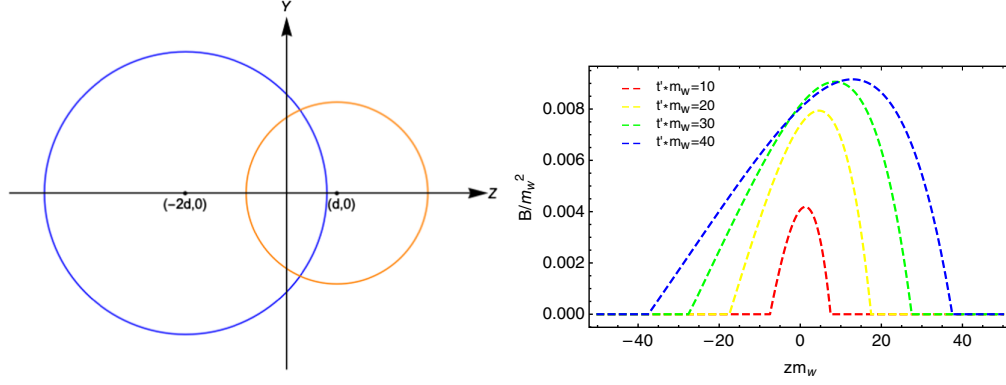 Y
Z
(-2d,0)
(d,0)
B/m_w^2
0.008
0.006
0.004
0.002
0.000
t'*m_w=10
t'*m_w=20
t'*m_w=30
t'*m_w=40
−40
−20
0
20
40
zm_w